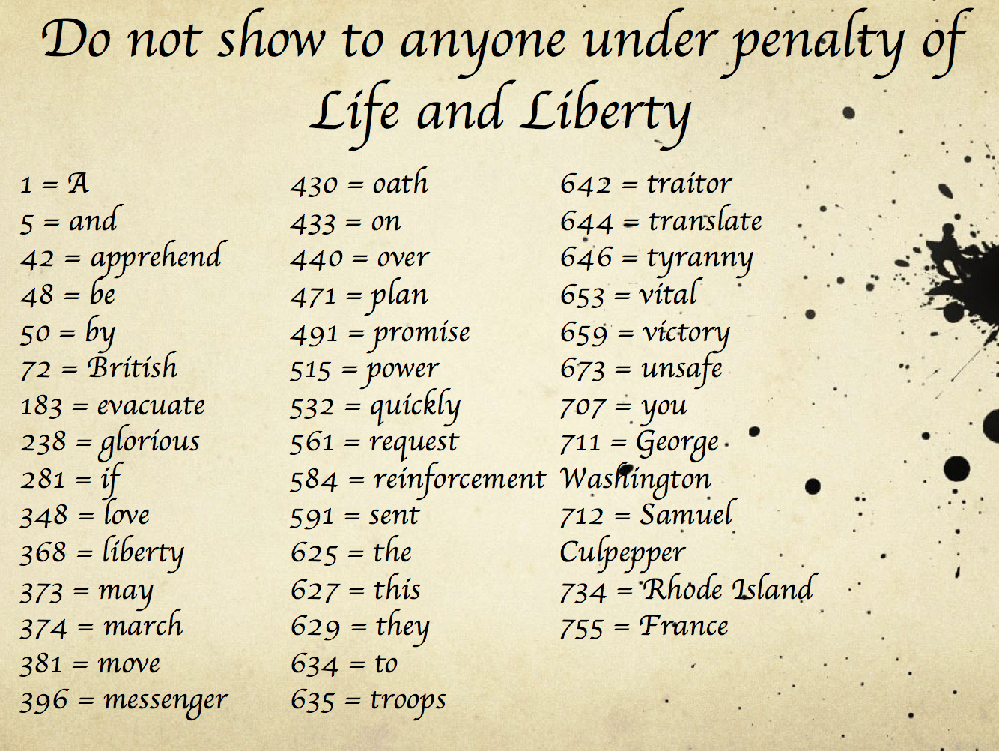 Do not show to anyone under penalty of
Life and Liberty
1 = A
5 = and
42 = apprehend
48 = be
50 = by
72 = British
183 = evacuate
238 = glorious
281 = if
348 = love
368 = liberty
373 = may
374 = march
381 = move
396 = messenger
430 = oath
433 = on
440 = over
471 = plan
491 = promise
515 = power
532 = quickly
561 = request
584 = reinforcement
591 = sent
625 = the
627 = this
629 = they
634 = to
635 = troops
642 = traitor
644 = translate
646 = tyranny
653 = vital
659 = victory
673 = unsafe
707 = you
711 = George
Washington
712 = Samuel
Culpepper
734 = Rhode Island
755 = France